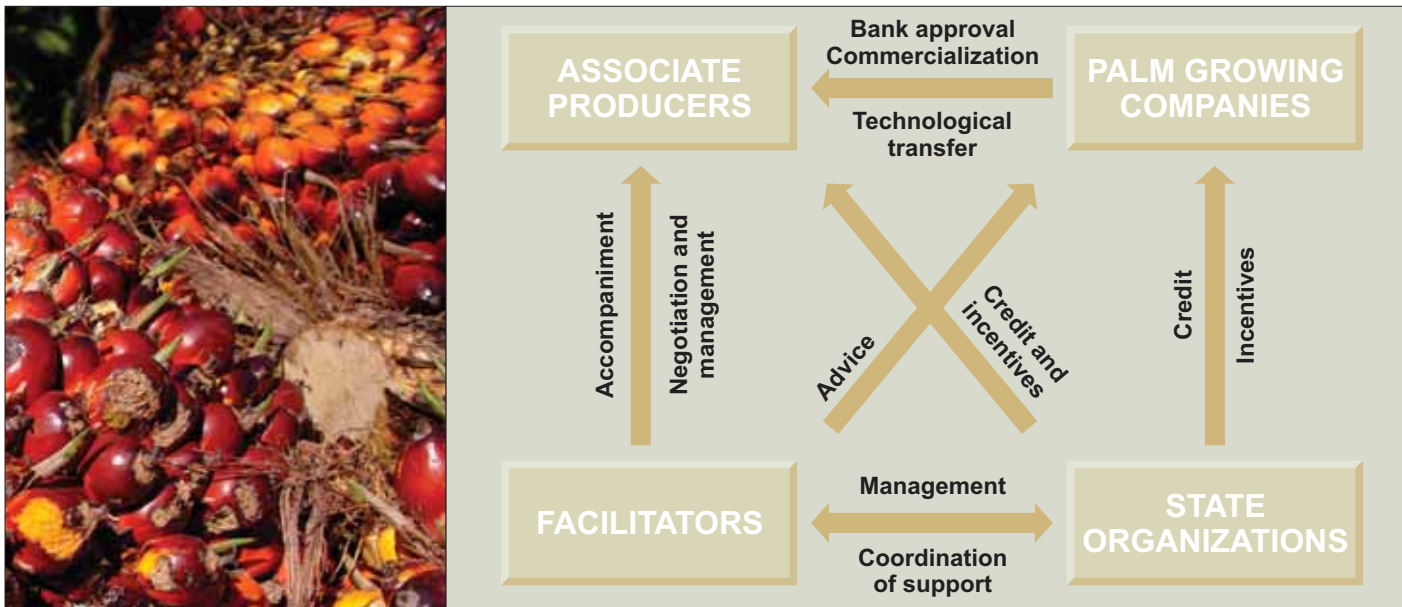 ASSOCIATE
PRODUCERS
Bank approval
Commercialization
Technological
transfer
PALM GROWING
COMPANIES
Accompaniment
Negotiation and
management
Advice
Credit and
incentives
Credit
Incentives
FACILITATORS
Management
Coordination
of support
STATE
ORGANIZATIONS